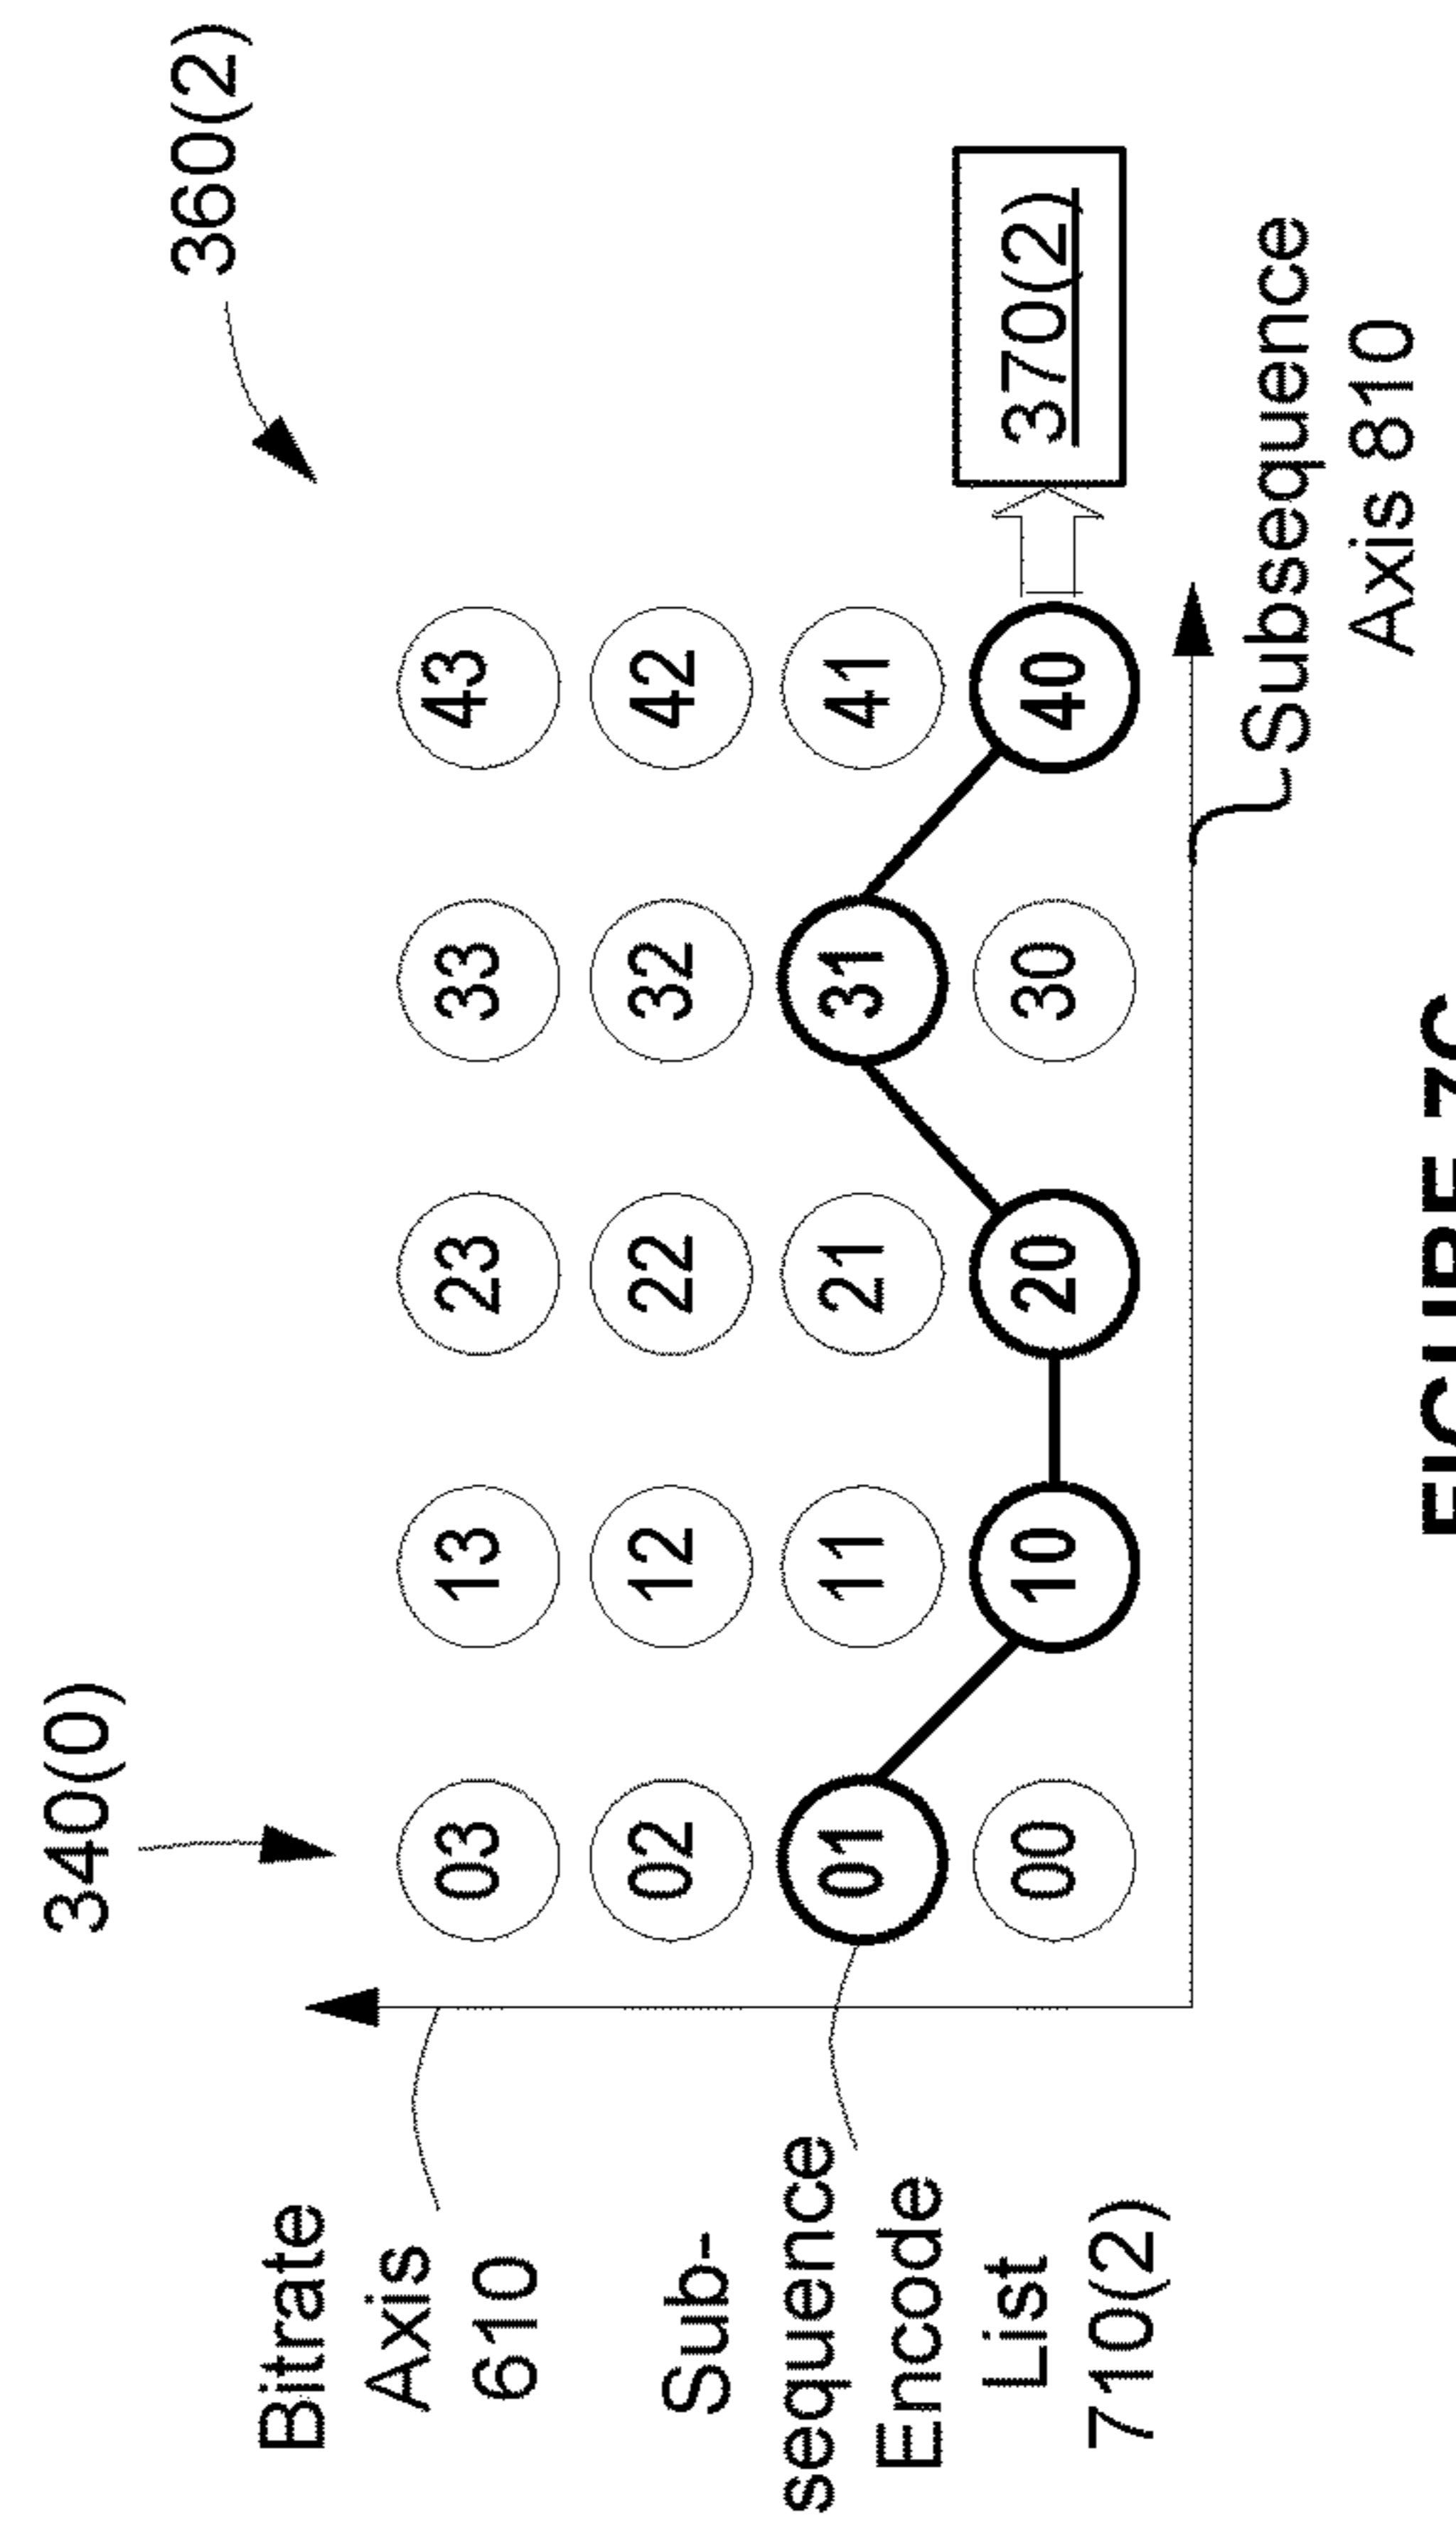 340(0)
360(2)
Bitrate
Axis
610
03 13 23 33 43
02 12 22 32 42
Sub-
sequence
Encode
List
710(2)
01 11 21 31 41
00 10 20 30 40
370(2)
Subsequence
Axis 810